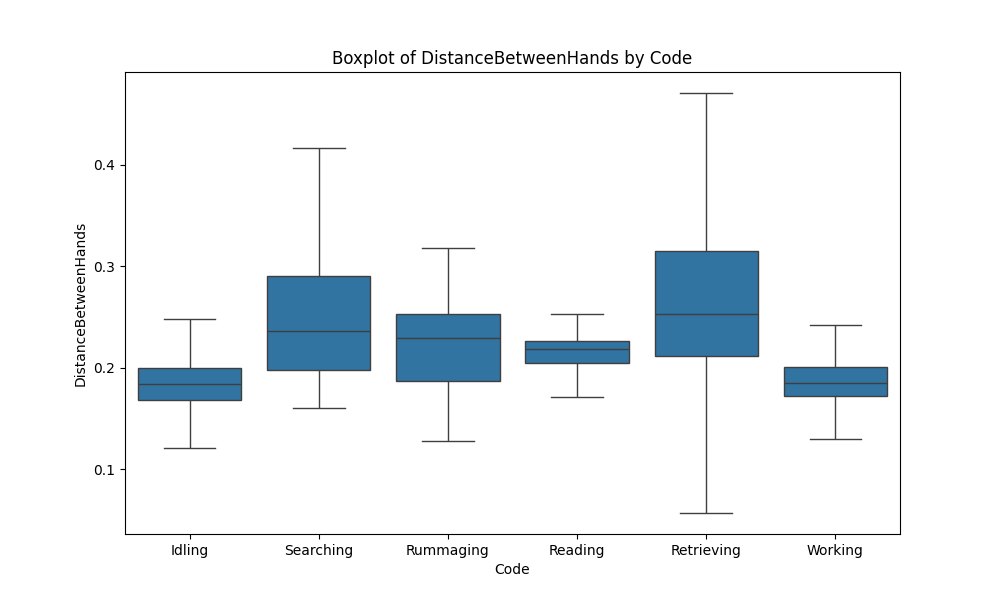 Boxplot of DistanceBetweenHands by Code
DistanceBetweenHands
0.4
0.3
0.2
0.1
Idling Searching Rummaging Reading Retrieving Working
Code